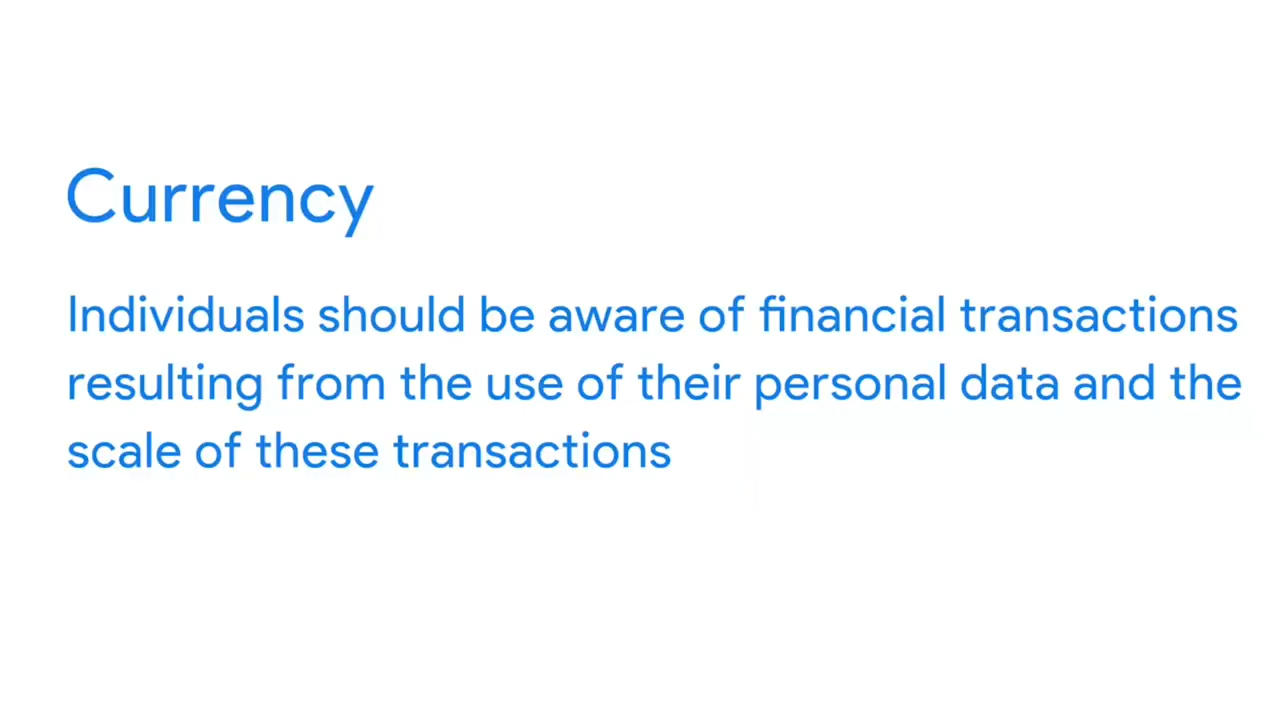 Currency
Individuals should be aware of financial transactions
resulting from the use of their personal data and the
scale of these transactions